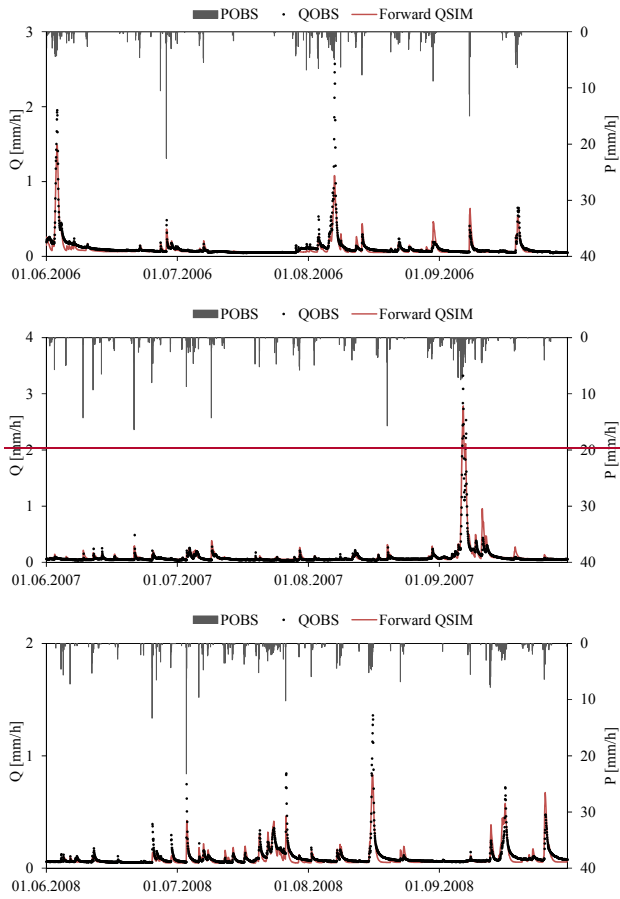 POBS QOBS Forward QSIM
3 0
10
2
20
1
30
0 40
Q [mm/h]
P [mm/h]
01.06.2006 01.07.2006 01.08.2006 01.09.2006
POBS QOBS Forward QSIM
4 0
3 10
2 20
1 30
0 40
Q [mm/h]
P [mm/h]
01.06.2007 01.07.2007 01.08.2007 01.09.2007
POBS QOBS Forward QSIM
2 0
10
1 20
30
0 40
Q [mm/h]
P [mm/h]
01.06.2008 01.07.2008 01.08.2008 01.09.2008